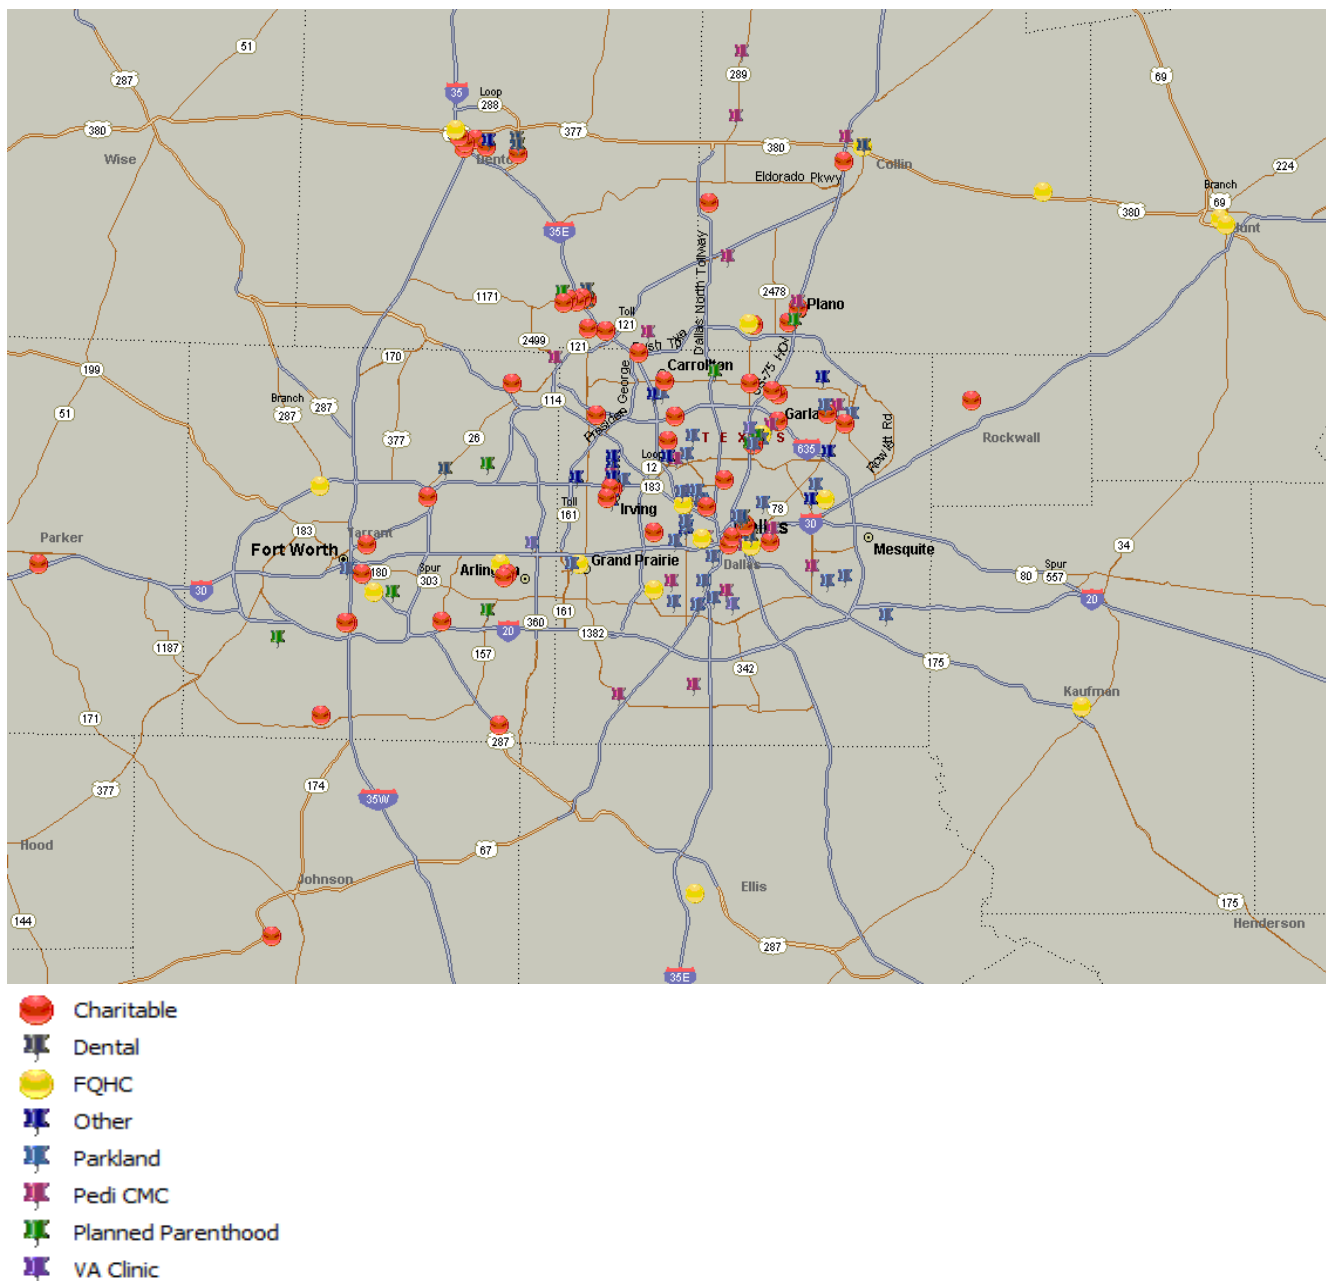 51
287
69
289
35
Loop
288
380
377
380
Wise
Collin
224
Eldorado Pkwy
Branch
69
380
35E
Dallas North Tollway
1171
2478
Plano
Toll
121
2499
121
170
Carrollton
199
114
Branch
287
287
51
377
26
T E X A S
635
Rockwall
Loop
12
183
Toll
161
Irving
78
30
183
Tarrant
Parker
Fort Worth
Mesquite
34
Grand Prairie
Dallas
180
Spur
303
80
Spur
557
30
20
161
360
20
1382
1187
157
342
175
Kaufman
171
287
174
377
35W
Hood
67
Johnson
Ellis
144
175
Henderson
287
35E
Charitable
Dental
FQHC
Other
Parkland
Pedi CMC
Planned Parenthood
VA Clinic